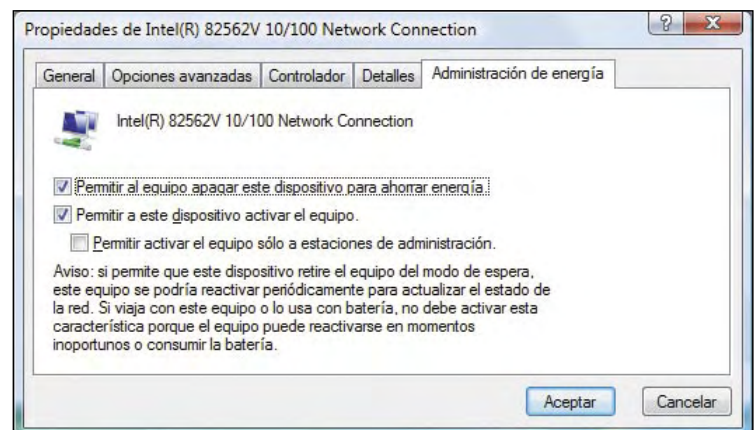 Propiedades de Intel(R) 82562V 10/100 Network Connection
General
Opciones avanzadas
Controlador
Detalles
Administración de energía
Intel(R) 82562V 10/100 Network Connection
Permitir al equipo apagar este dispositivo para ahorrar energía.
Permitir a este dispositivo activar el equipo.
Permitir activar el equipo sólo a estaciones de administración.
Aviso: si permite que este dispositivo retire el equipo del modo de espera,
este equipo se podría reactivar periódicamente para actualizar el estado de
la red. Si viaja con este equipo o lo usa con batería, no debe activar esta
característica porque el equipo puede reactivarse en momentos
inoportunos o consumir la batería.
Aceptar
Cancelar